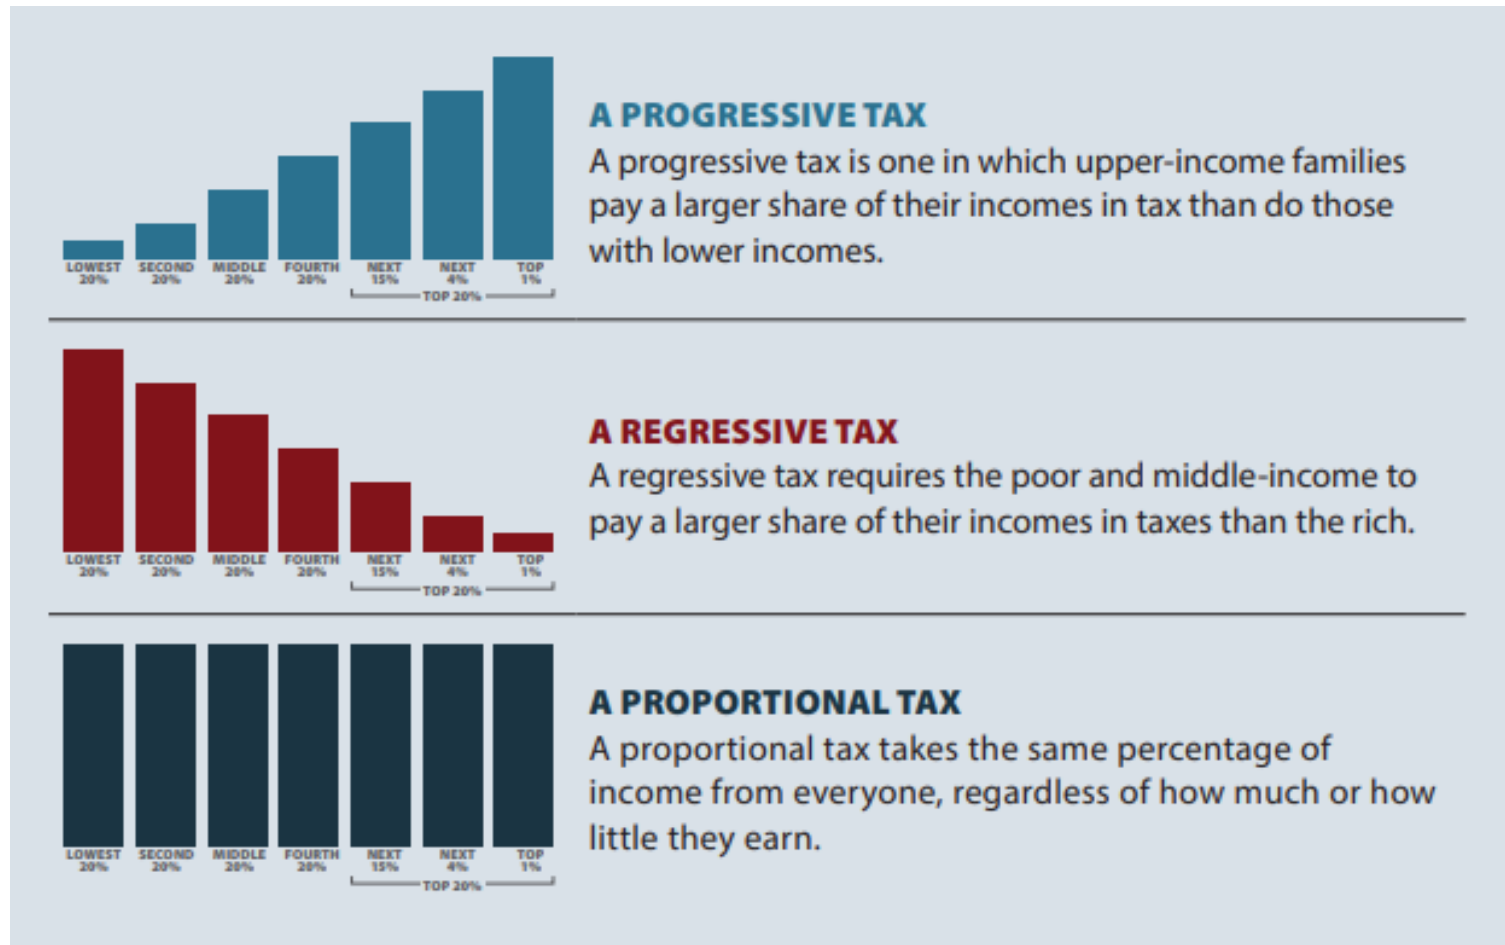 A PROGRESSIVE TAX
A progressive tax is one in which upper-income families
pay a larger share of their incomes in tax than do those
with lower incomes.
LOWEST 20% SECOND 20% MIDDLE 20% FOURTH 20% NEXT 15% NEXT 4% TOP 1%
TOP 20%
A REGRESSIVE TAX
A regressive tax requires the poor and middle-income to
pay a larger share of their incomes in taxes than the rich.
LOWEST 20% SECOND 20% MIDDLE 20% FOURTH 20% NEXT 15% NEXT 4% TOP 1%
TOP 20%
A PROPORTIONAL TAX
A proportional tax takes the same percentage of
income from everyone, regardless of how much or how
little they earn.
LOWEST 20% SECOND 20% MIDDLE 20% FOURTH 20% NEXT 15% NEXT 4% TOP 1%
TOP 20%